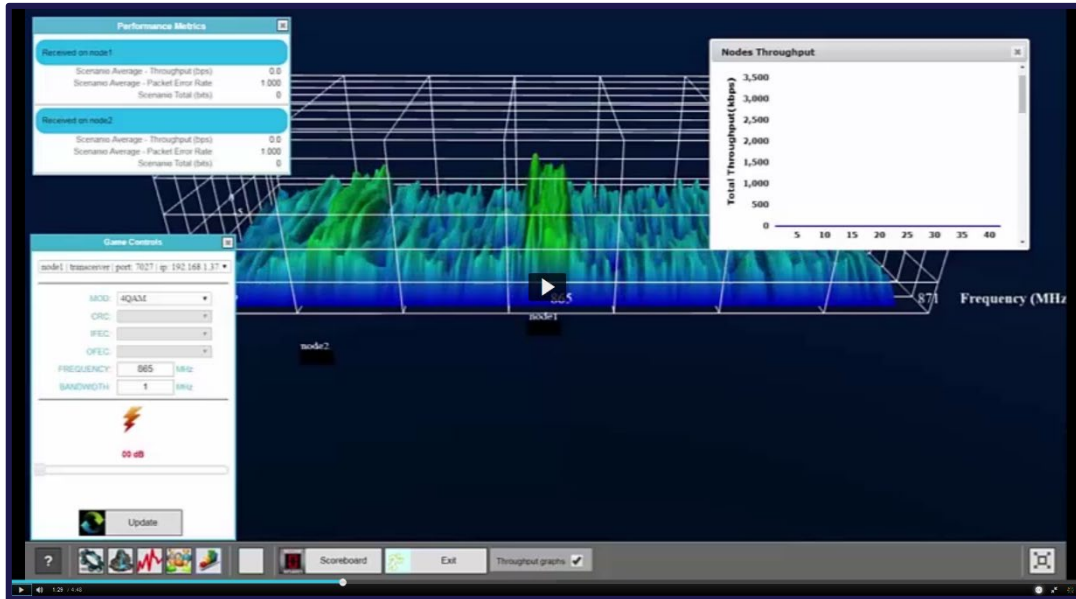 Performance Metrics
Received on node1
Scenario Average - Throughput (bps) 0.0
Scenario Average - Packet Error Rate 1.000
Scenario Total (bits) 0
Received on node2
Scenario Average - Throughput (bps) 0.0
Scenario Average - Packet Error Rate 1.000
Scenario Total (bits) 0
Nodes Throughput
Total Throughput(kbps)
3,500
3,000
2,500
2,000
1,500
1,000
500
0
5 10 15 20 25 30 35 40
865
871 Frequency (MHz
node1
node2
Game Controls
node1 | transceiver | port: 7027 | ip: 192.168.1.37
MOD: 4QAM
CRC:
IFEC:
OFEC:
FREQUENCY: 865 MHz
BANDWIDTH: 1 MHz
00 dB
Update
? Scoreboard Exit Throughput graphs
1:29 / 4:42